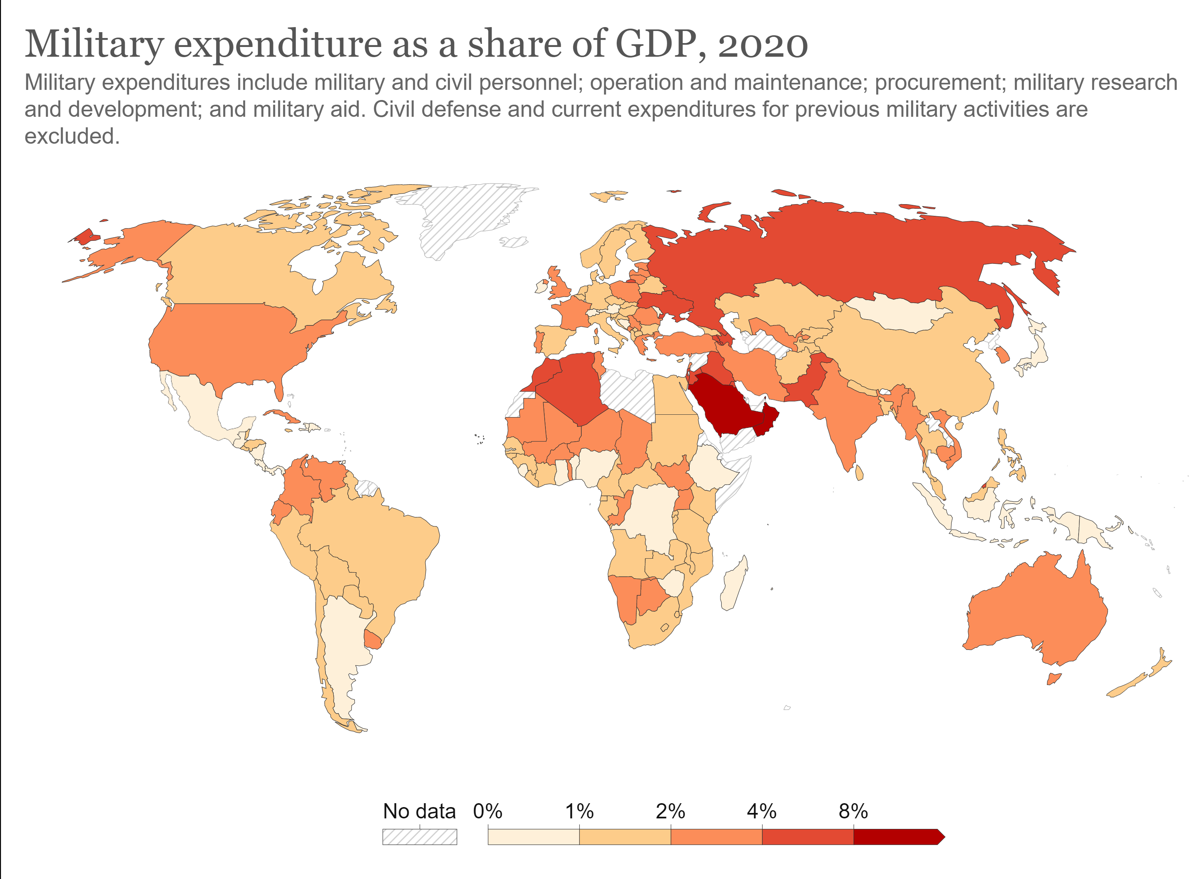 Military expenditure as a share of GDP, 2020
Military expenditures include military and civil personnel; operation and maintenance; procurement; military research
and development; and military aid. Civil defense and current expenditures for previous military activities are
excluded.
No data 0% 1% 2% 4% 8%